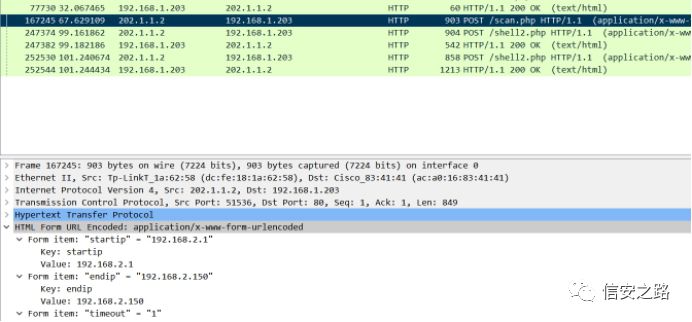 77730 32.067465 192.168.1.203 202.1.1.2 HTTP 60 HTTP/1.1 200 OK (text/html)
167245 67.629109 202.1.1.2 192.168.1.203 HTTP 903 POST /scan.php HTTP/1.1 (application/x-www
247374 99.161862 202.1.1.2 192.168.1.203 HTTP 904 POST /shell2.php HTTP/1.1 (application/x-w
247382 99.182186 192.168.1.203 202.1.1.2 HTTP 542 HTTP/1.1 200 OK (text/html)
252530 101.240674 202.1.1.2 192.168.1.203 HTTP 858 POST /shell2.php HTTP/1.1 (application/x-w
252544 101.244434 192.168.1.203 202.1.1.2 HTTP 1213 HTTP/1.1 200 OK (text/html)
Frame 167245: 903 bytes on wire (7224 bits), 903 bytes captured (7224 bits) on interface 0
Ethernet II, Src: Tp-LinkT_1a:62:58 (dc:fe:18:1a:62:58), Dst: Cisco_83:41:41 (ac:a0:16:83:41:41)
Internet Protocol Version 4, Src: 202.1.1.2, Dst: 192.168.1.203
Transmission Control Protocol, Src Port: 51536, Dst Port: 80, Seq: 1, Ack: 1, Len: 849
Hypertext Transfer Protocol
HTML Form URL Encoded: application/x-www-form-urlencoded
Form item: "startip" = "192.168.2.1"
Key: startip
Value: 192.168.2.1
Form item: "endip" = "192.168.2.150"
Key: endip
Value: 192.168.2.150
Form item: "timeout" = "1"
信安之路